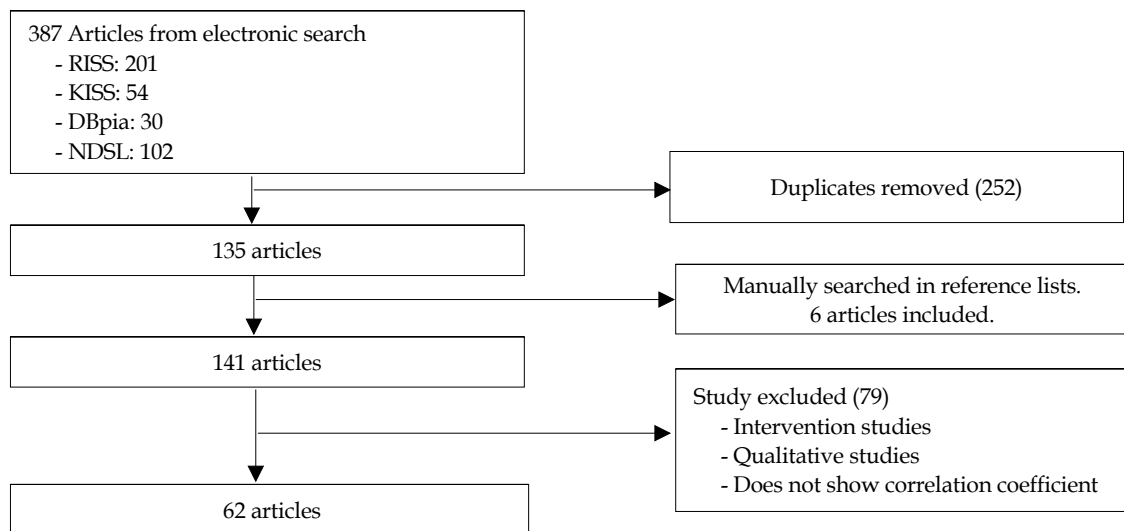 387 Articles from electronic search
- RISS: 201
- KISS: 54
- DBpia: 30
- NDSL: 102
Duplicates removed (252)
135 articles
Manually searched in reference lists.
6 articles included.
141 articles
Study excluded (79)
- Intervention studies
- Qualitative studies
- Does not show correlation coefficient
62 articles